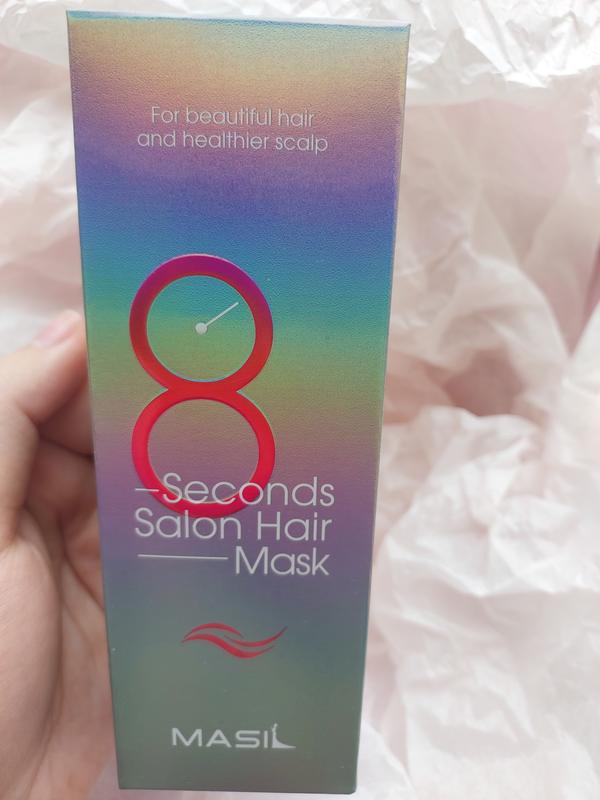 For beautiful hair
and healthier scalp
8
Seconds
Salon Hair
Mask
MASIL